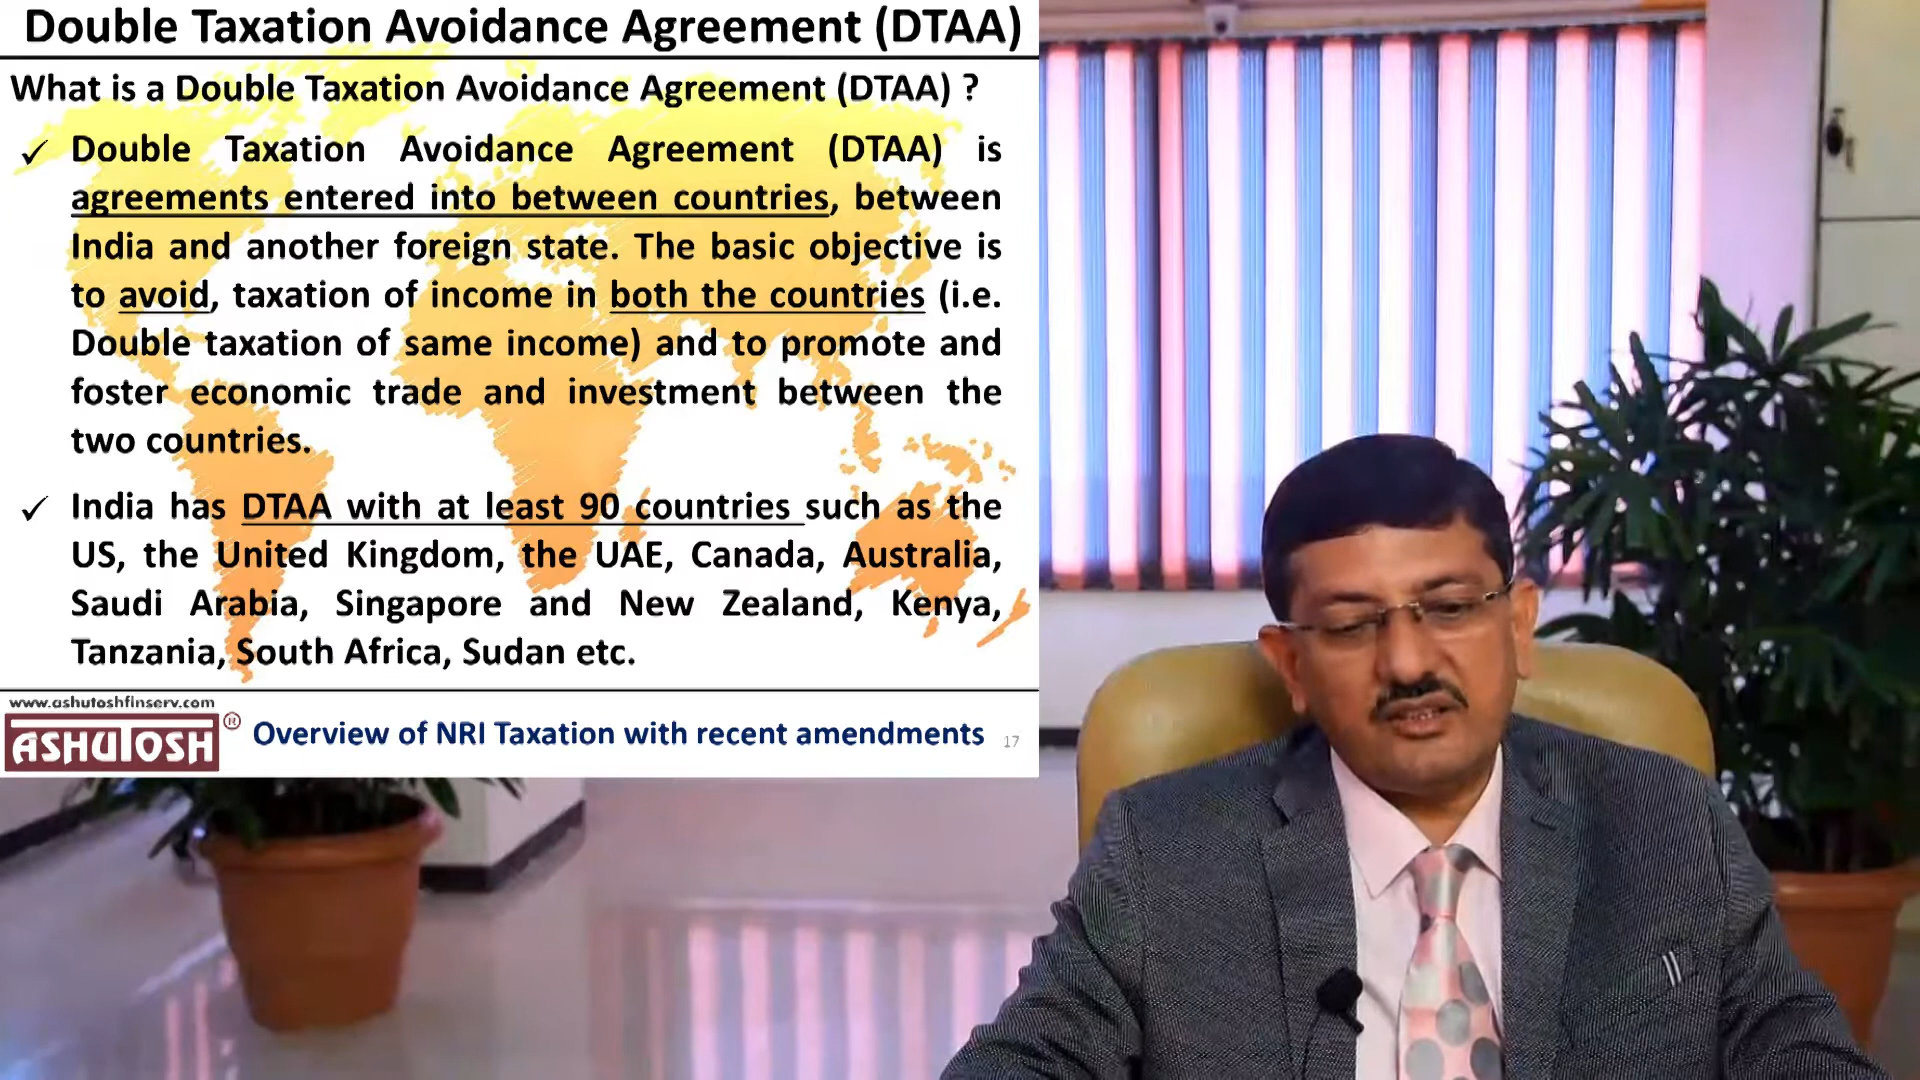 Double Taxation Avoidance Agreement (DTAA)
What is a Double Taxation Avoidance Agreement (DTAA) ?
✓ Double Taxation Avoidance Agreement (DTAA) is
agreements entered into between countries, between
India and another foreign state. The basic objective is
to avoid, taxation of income in both the countries (i.e.
Double taxation of same income) and to promote and
foster economic trade and investment between the
two countries.
✓ India has DTAA with at least 90 countries such as the
US, the United Kingdom, the UAE, Canada, Australia,
Saudi Arabia, Singapore and New Zealand, Kenya,
Tanzania, South Africa, Sudan etc.
www.ashutoshfinserv.com
ASHUTOSH®
Overview of NRI Taxation with recent amendments
17